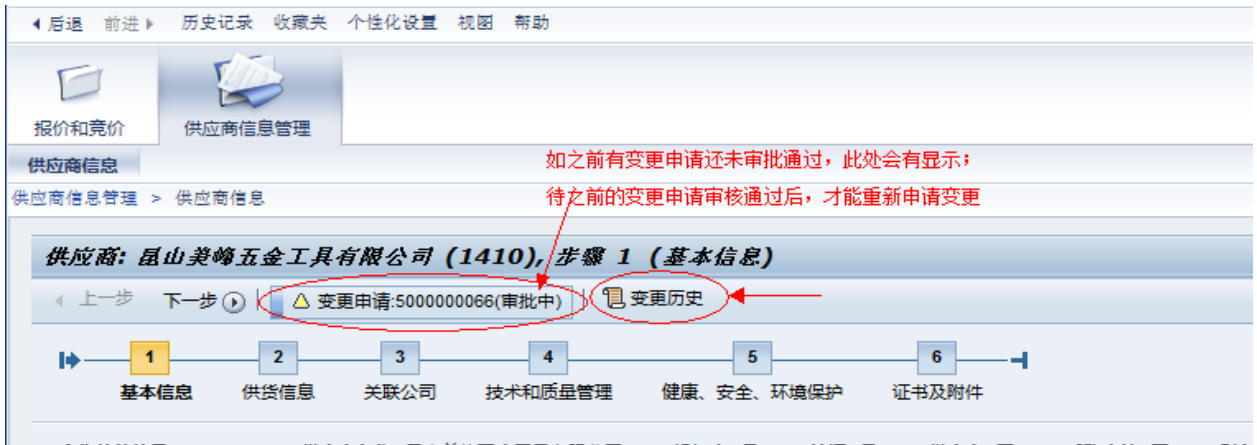 后退 前进 历史记录 收藏夹 个性化设置 视图 帮助
报价和竞价 供应商信息管理
供应商信息
如之前有变更申请还未审批通过，此处会有显示；
供应商信息管理 > 供应商信息
待之前的变更申请审核通过后，才能重新申请变更
供应商: 昆山美峰五金工具有限公司 (1410), 步骤 1 (基本信息)
上一步 下一步 变更申请:5000000066(审批中) 变更历史
1 2 3 4 5 6
基本信息 供货信息 关联公司 技术和质量管理 健康、安全、环境保护 证书及附件